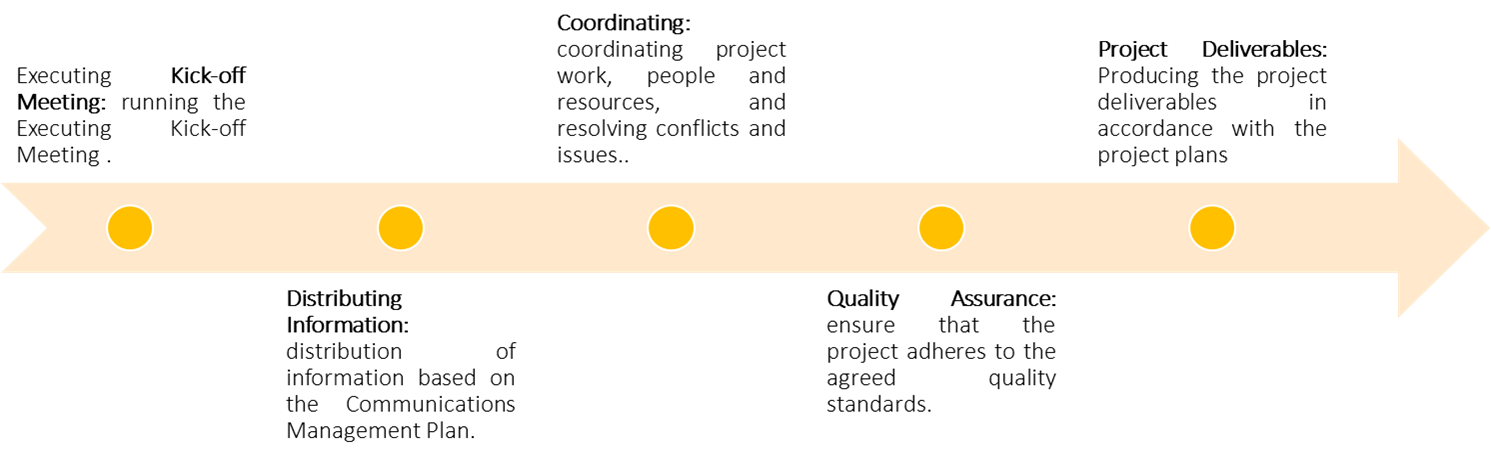 Executing Kick-off
Meeting: running the
Executing Kick-off
Meeting .
Distributing
Information:
distribution of
information based on
the Communications
Management Plan.
Coordinating:
coordinating project
work, people and
resources, and
resolving conflicts and
issues..
Quality Assurance:
ensure that the
project adheres to the
agreed quality
standards.
Project Deliverables:
Producing the project
deliverables in
accordance with the
project plans